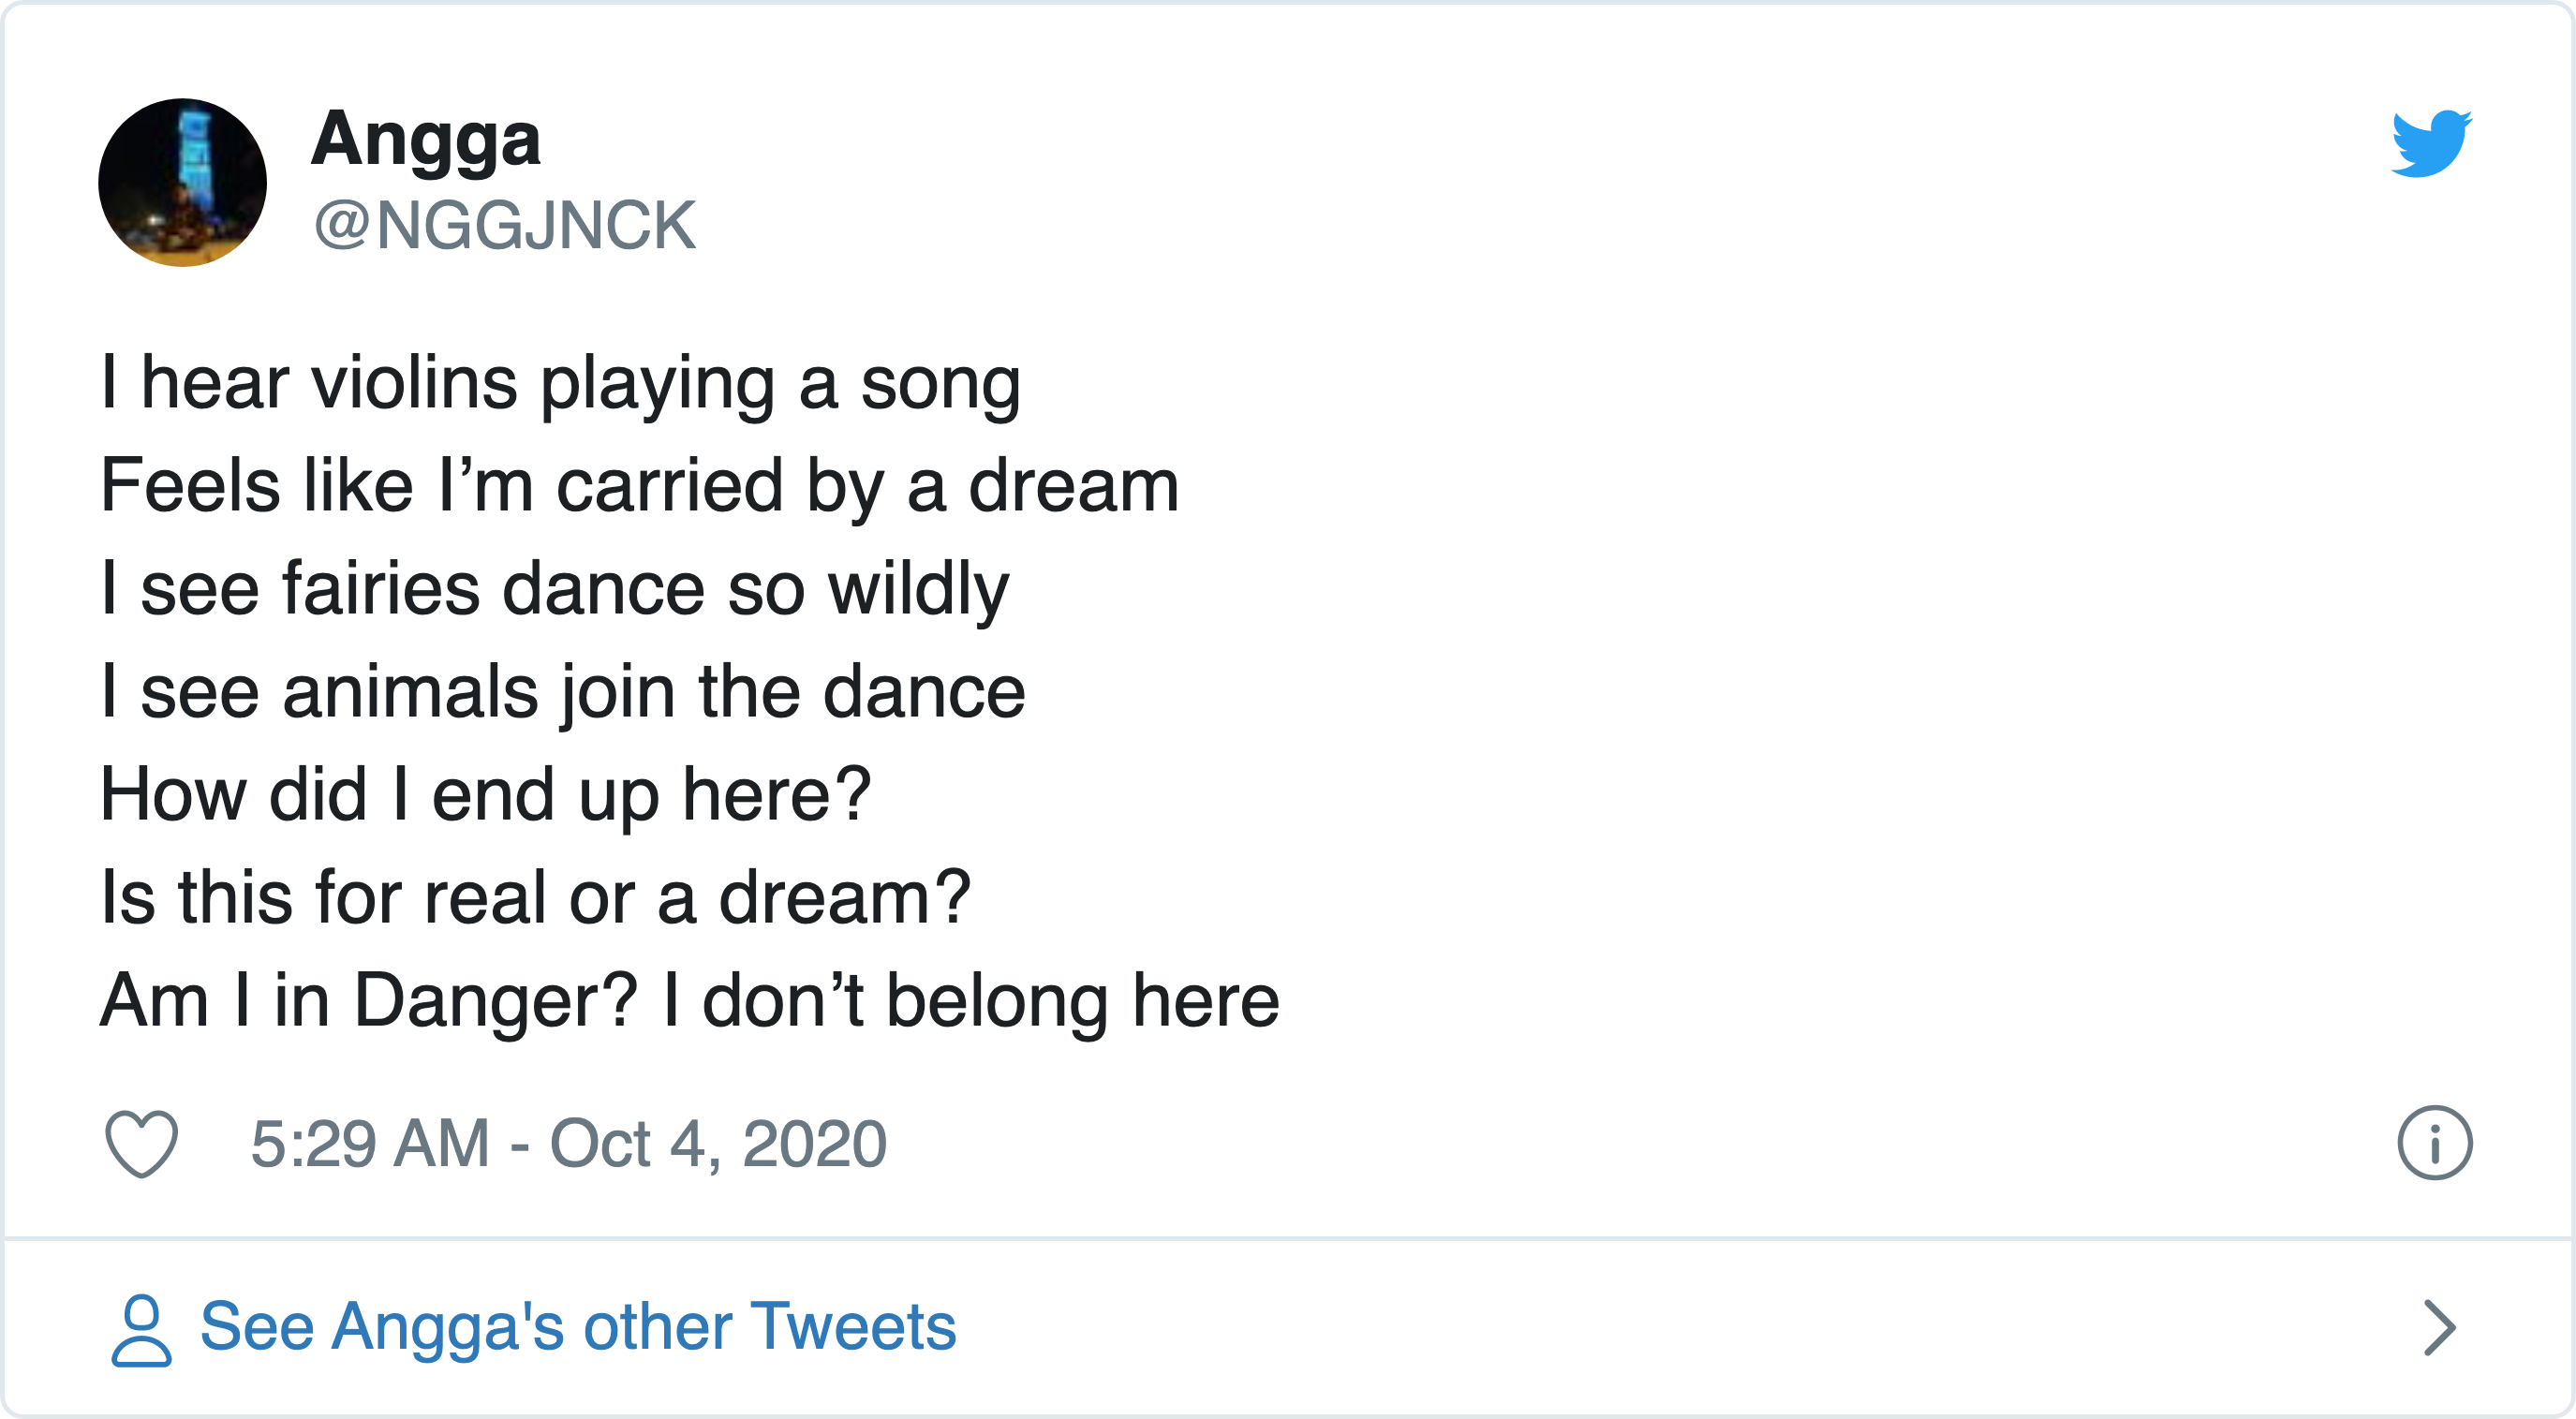 Angga
@NGGJNCK
I hear violins playing a song
Feels like I’m carried by a dream
I see fairies dance so wildly
I see animals join the dance
How did I end up here?
Is this for real or a dream?
Am I in Danger? I don’t belong here
5:29 AM - Oct 4, 2020
See Angga's other Tweets